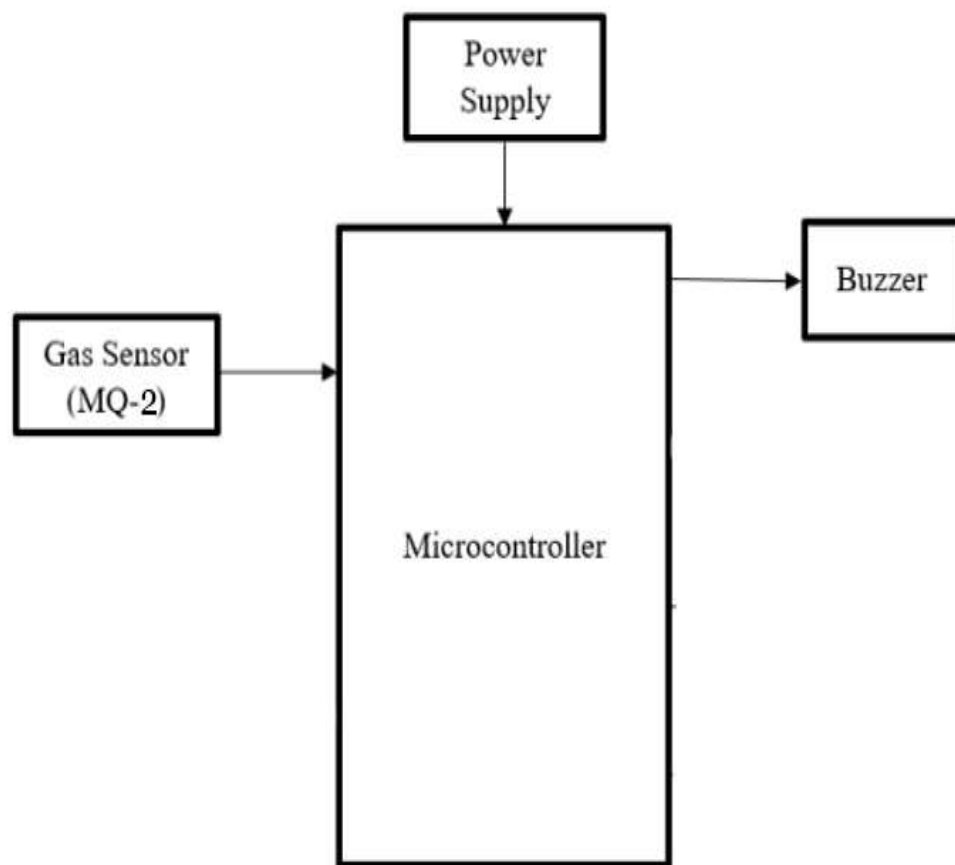 Power
Supply
Buzzer
Gas Sensor
(MQ-2)
Microcontroller